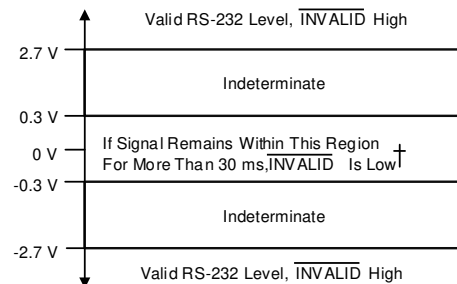 Valid RS-232 Level, INVALID High
2.7 V
Indeterminate
0.3 V
If Signal Remains Within This Region
0 V
For More Than 30 ms,INVALID Is Low†
-0.3 V
Indeterminate
-2.7 V
Valid RS-232 Level, INVALID High